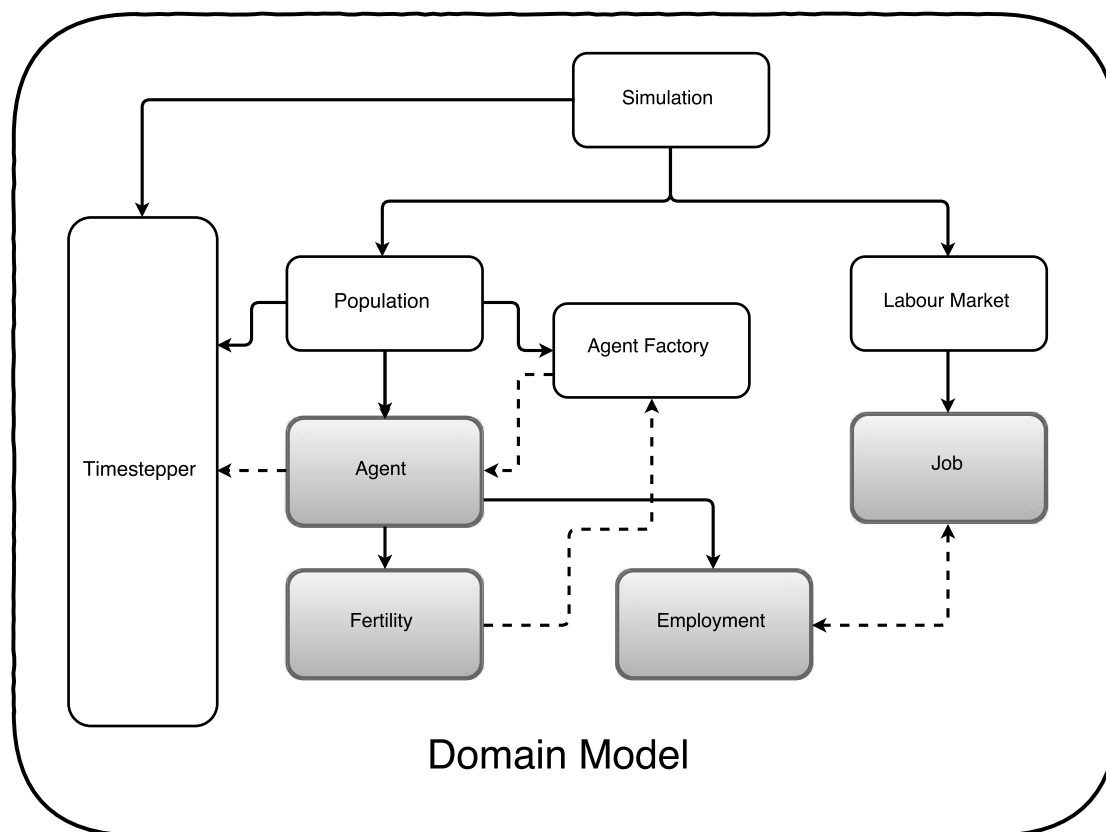 Simulation
Population
Labour Market
Agent Factory
Timestepper
Agent
Job
Fertility
Employment
Domain Model